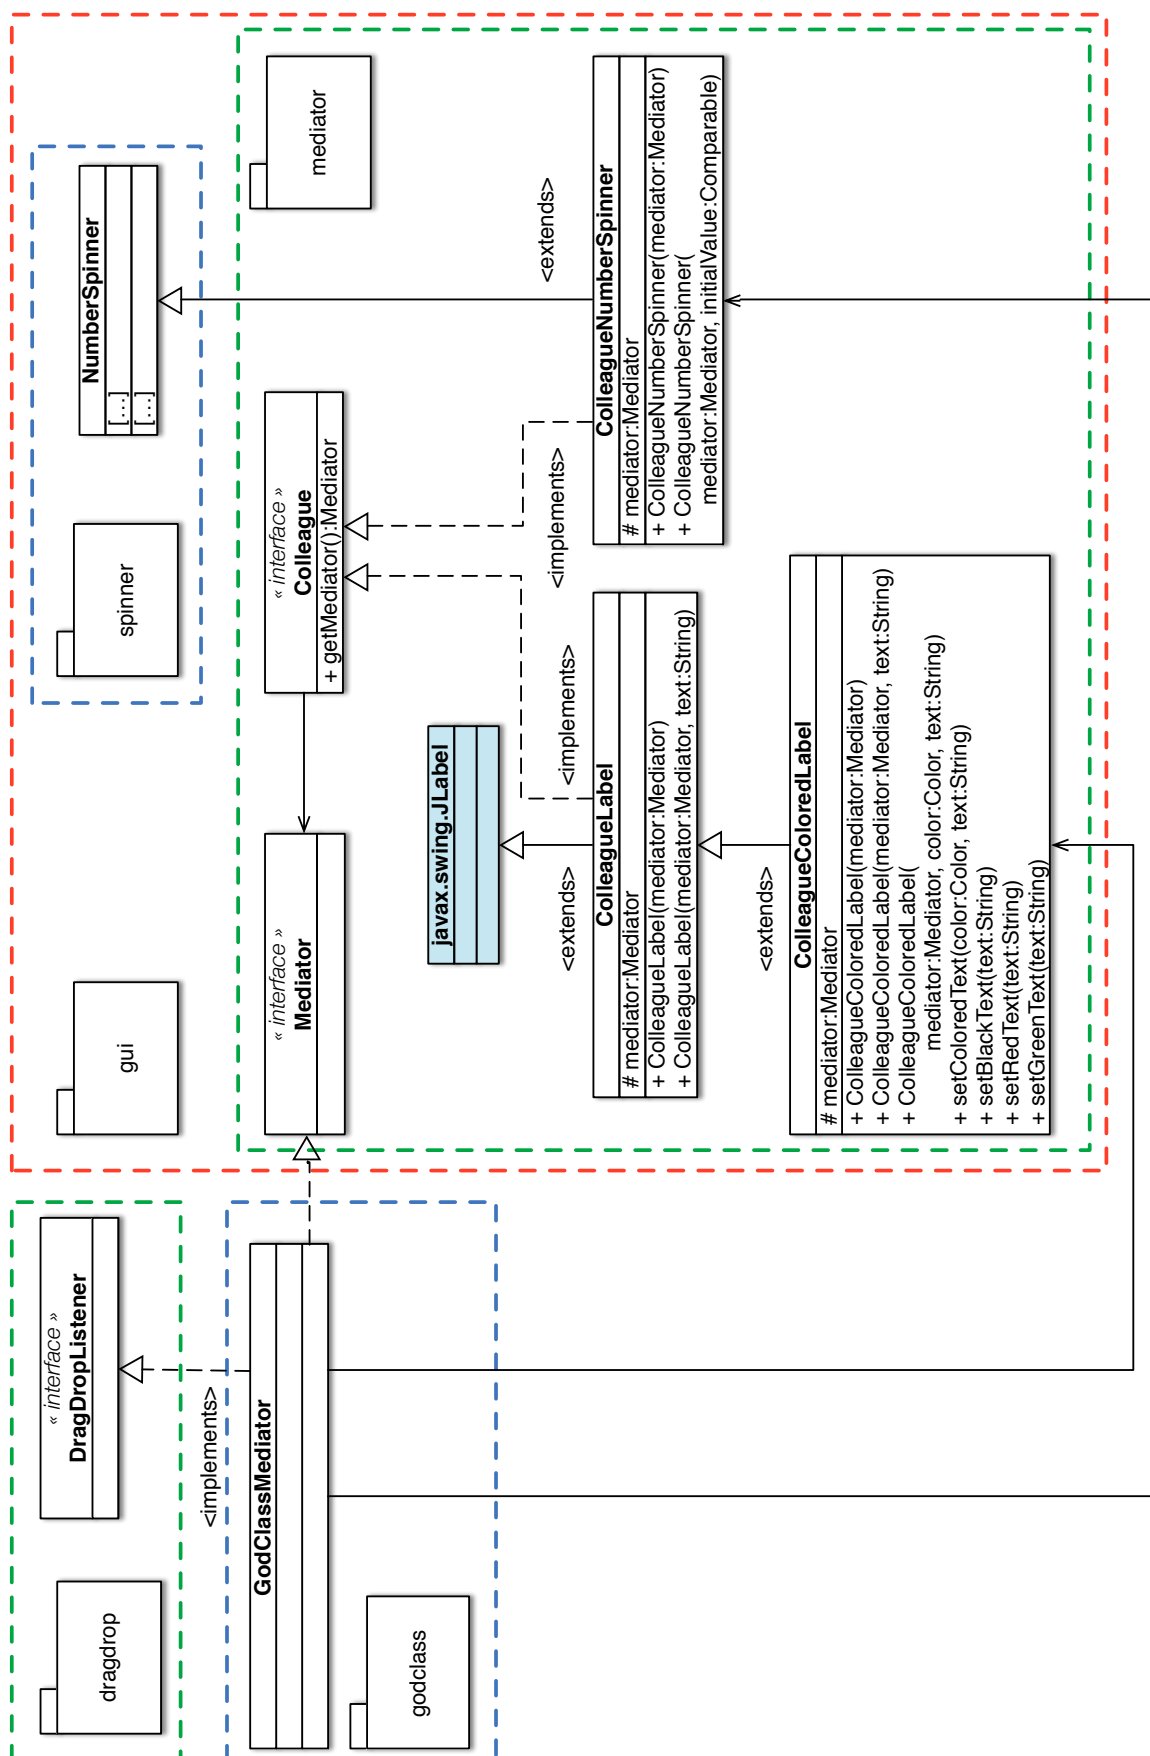 dragdrop
« interface »
DragDropListener
<implements>
GodClassMediator
godclass
gui
spinner
NumberSpinner
[...]
[...]
mediator
« interface »
Mediator
« interface »
Colleague
+ getMediator():Mediator
javax.swing.JLabel
<extends>
<implements>
<implements>
<extends>
ColleagueLabel
# mediator:Mediator
+ ColleagueLabel(mediator:Mediator)
+ ColleagueLabel(mediator:Mediator, text:String)
ColleagueNumberSpinner
# mediator:Mediator
+ ColleagueNumberSpinner(mediator:Mediator)
+ ColleagueNumberSpinner(
mediator:Mediator, initialValue:Comparable)
<extends>
ColleagueColoredLabel
# mediator:Mediator
+ ColleagueColoredLabel(mediator:Mediator)
+ ColleagueColoredLabel(mediator:Mediator, text:String)
+ ColleagueColoredLabel(
mediator:Mediator, color:Color, text:String)
+ setColoredText(color:Color, text:String)
+ setBlackText(text:String)
+ setRedText(text:String)
+ setGreenText(text:String)